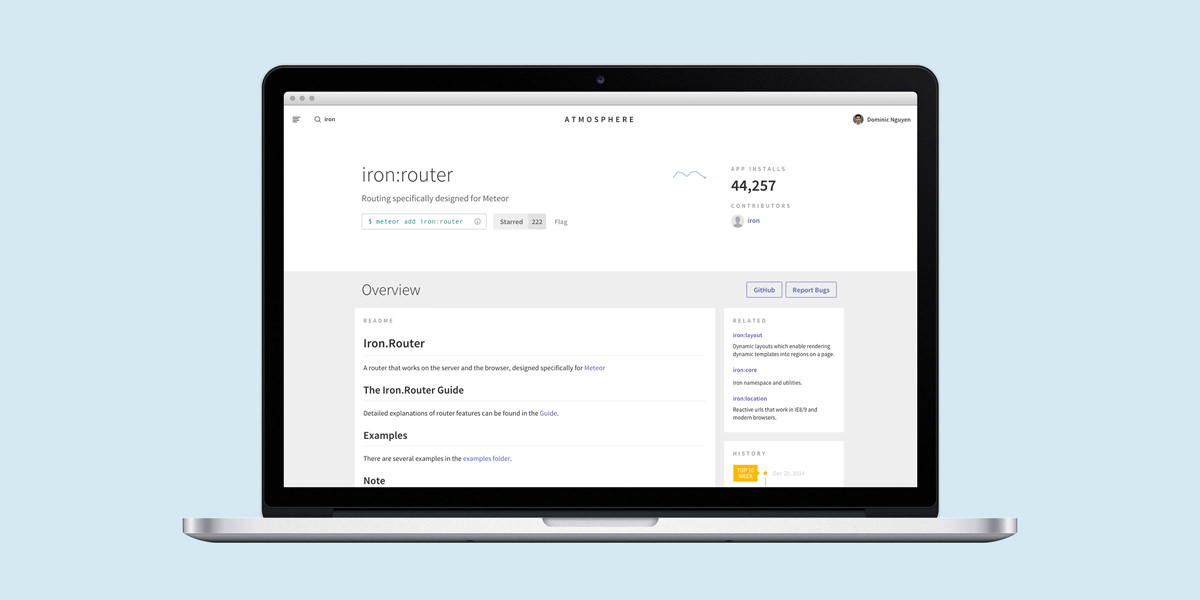 iron
ATMOSPHERE
Dominic Nguyen
iron:router
Routing specifically designed for Meteor
$ meteor add iron:router
Starred 222 Flag
APP INSTALLS
44,257
CONTRIBUTORS
iron
Overview
GitHub
Report Bugs
README
Iron.Router
A router that works on the server and the browser, designed specifically for Meteor
The Iron.Router Guide
Detailed explanations of router features can be found in the Guide.
Examples
There are several examples in the examples folder.
Note
RELATED
iron:layout
Dynamic layouts which enable rendering
dynamic templates into regions on a page.
iron:core
Iron namespace and utilities.
iron:location
Reactive urls that work in IE8/9 and
modern browsers.
HISTORY
TOP 10
WEEK
Dec 20, 2014